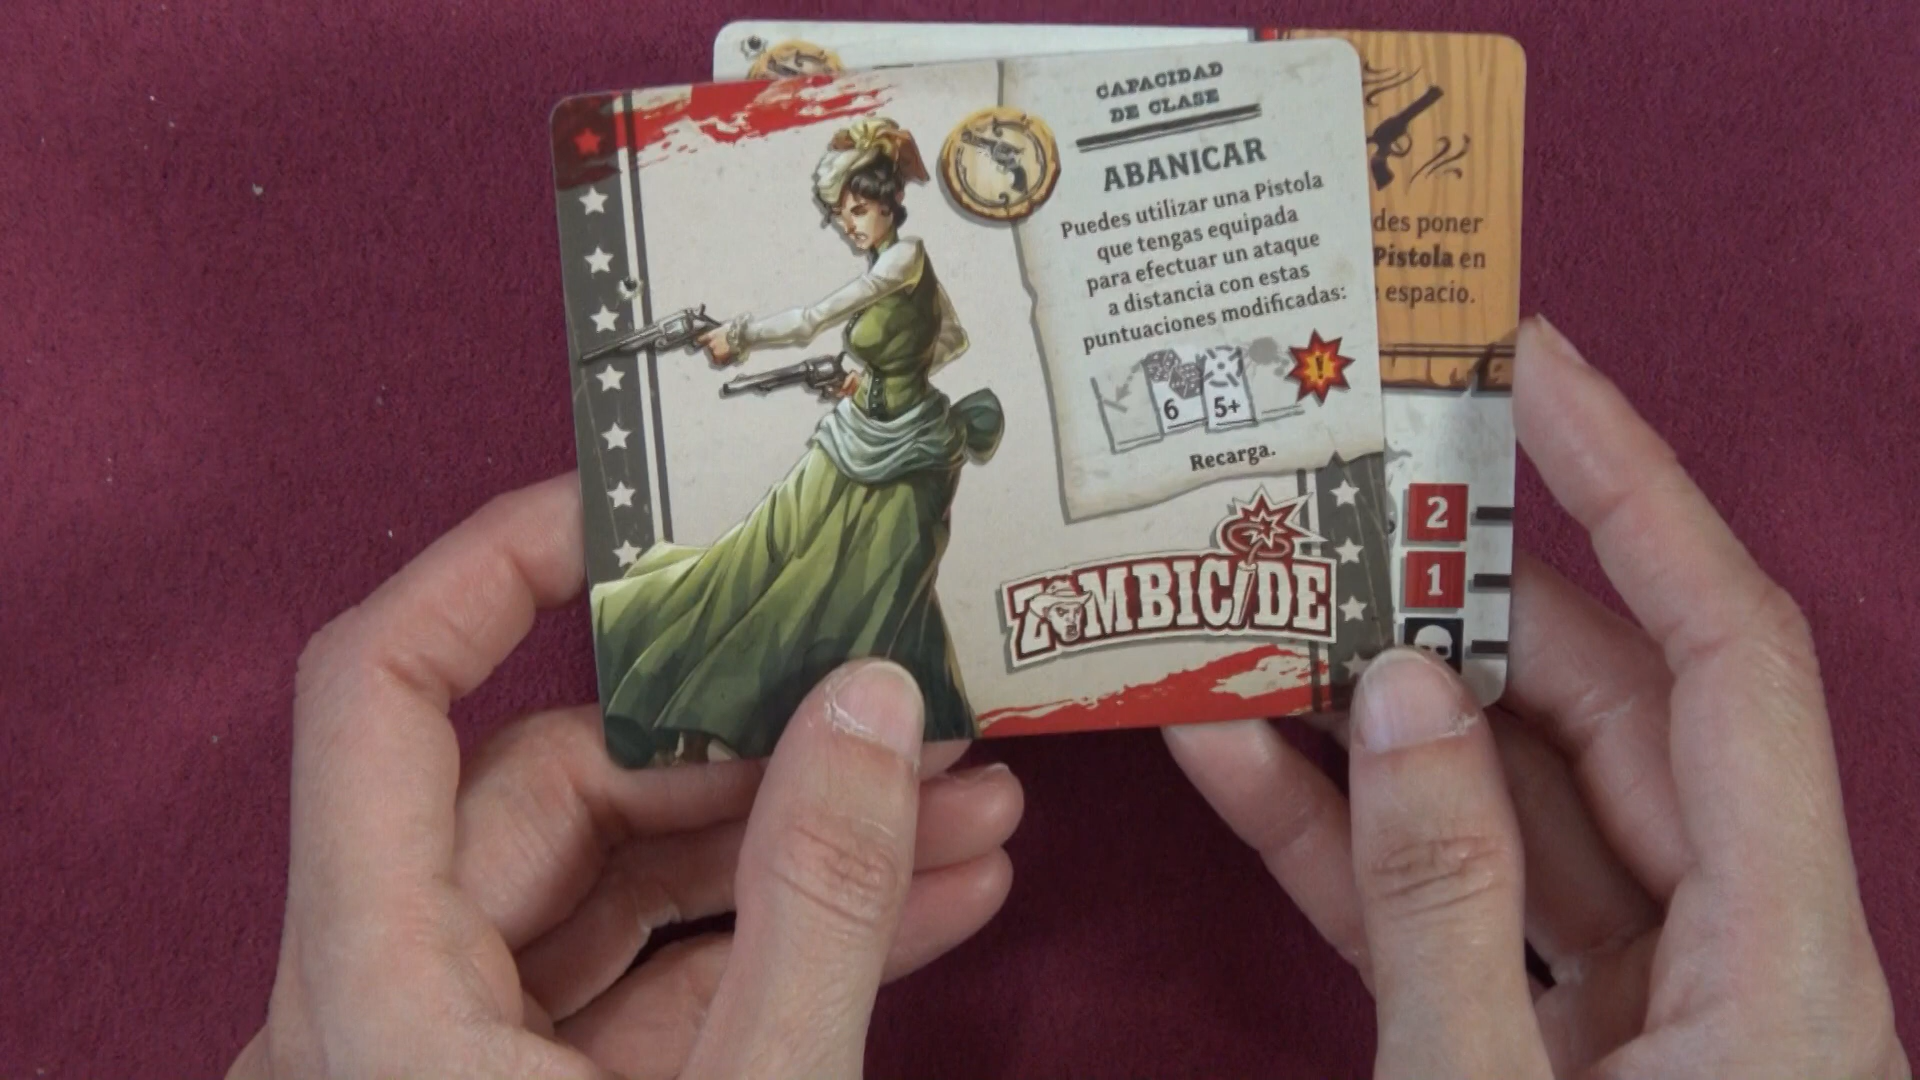 CAPACIDAD
DE CLASE
ABANICAR
Puedes utilizar una Pistola
que tengas equipada
para efectuar un ataque
a distancia con estas
puntuaciones modificadas:
6 5+
!
Recarga.
ZOMBICIDE
des poner
Pistola en
espacio.
2
1